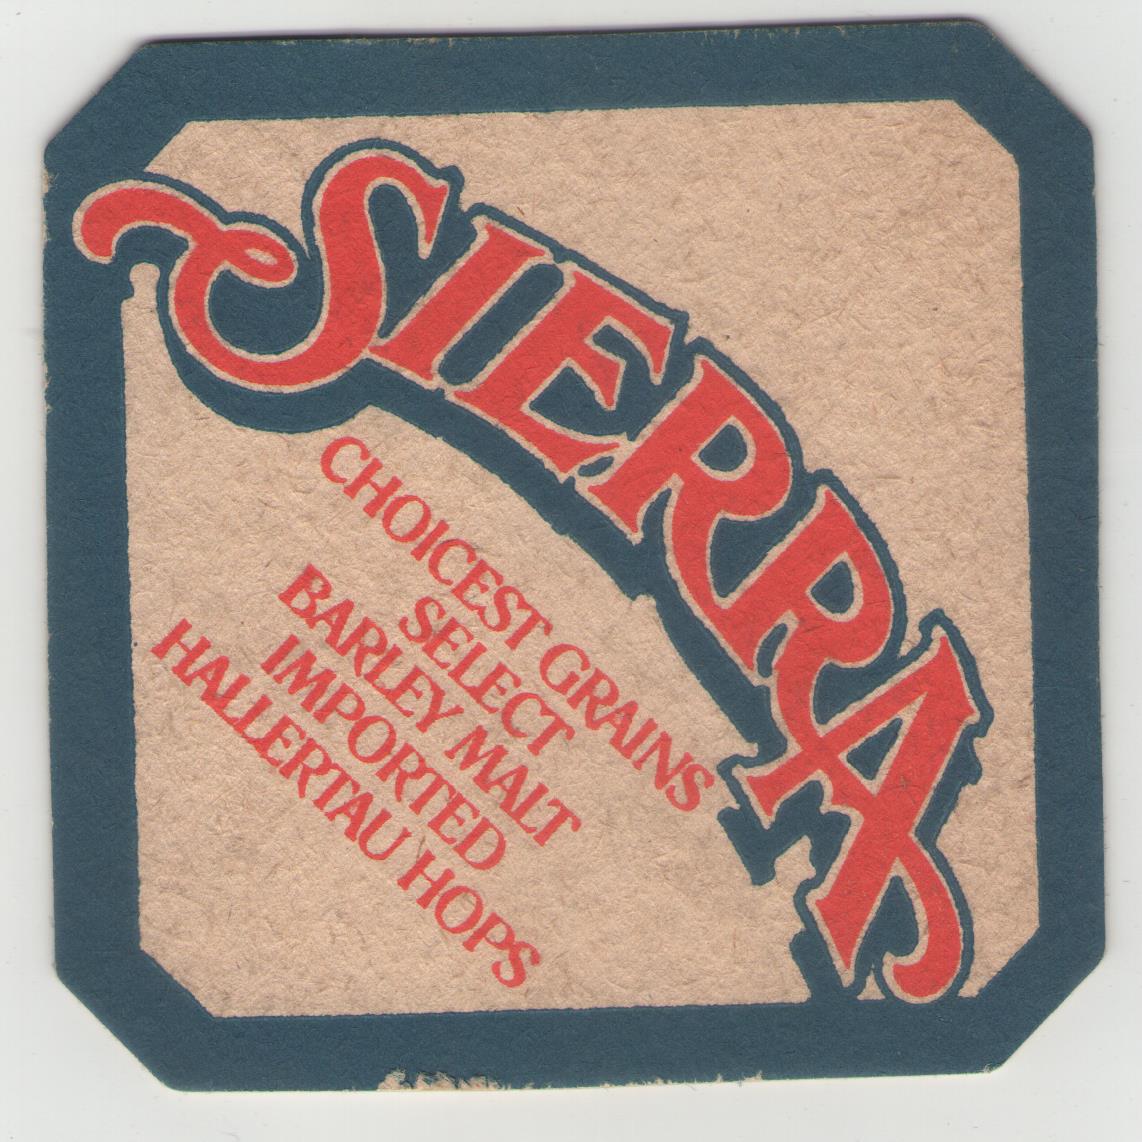 SIERRA
CHOICEST GRAINS
SELECT
BARLEY MALT
IMPORTED
HALLERTAU HOPS